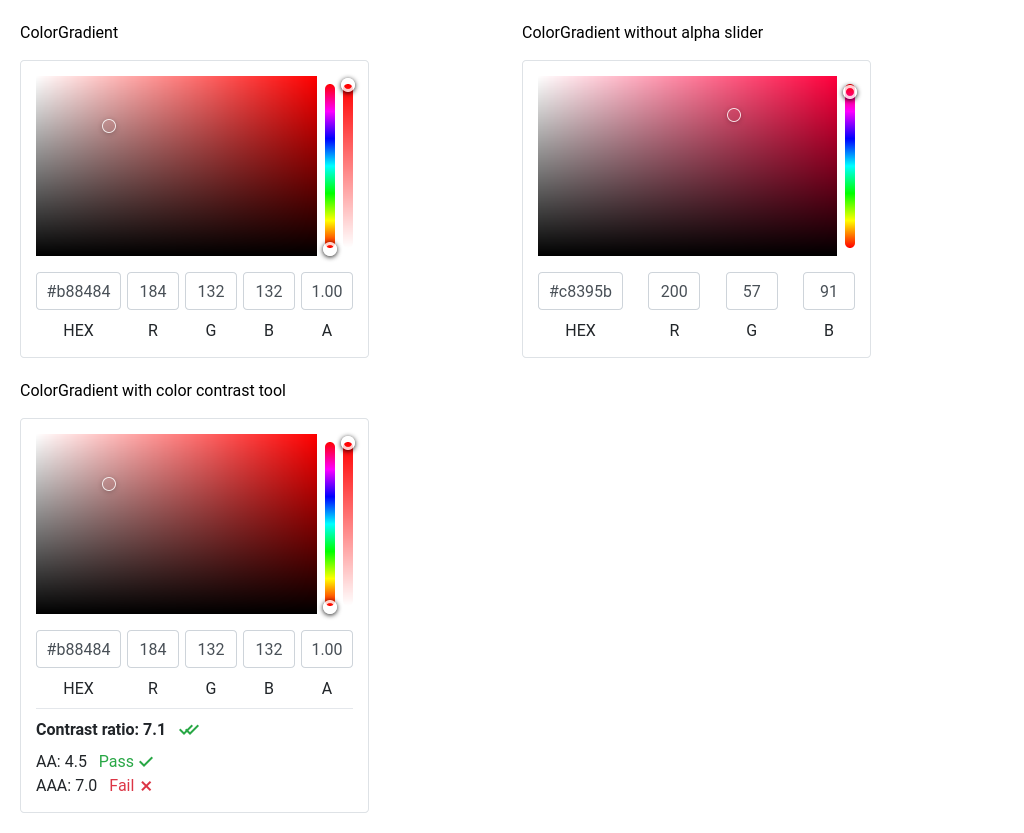 ColorGradient
#b88484 184 132 132 1.00
HEX R G B A
ColorGradient without alpha slider
#c8395b 200 57 91
HEX R G B
ColorGradient with color contrast tool
#b88484 184 132 132 1.00
HEX R G B A
Contrast ratio: 7.1
AA: 4.5 Pass
AAA: 7.0 Fail